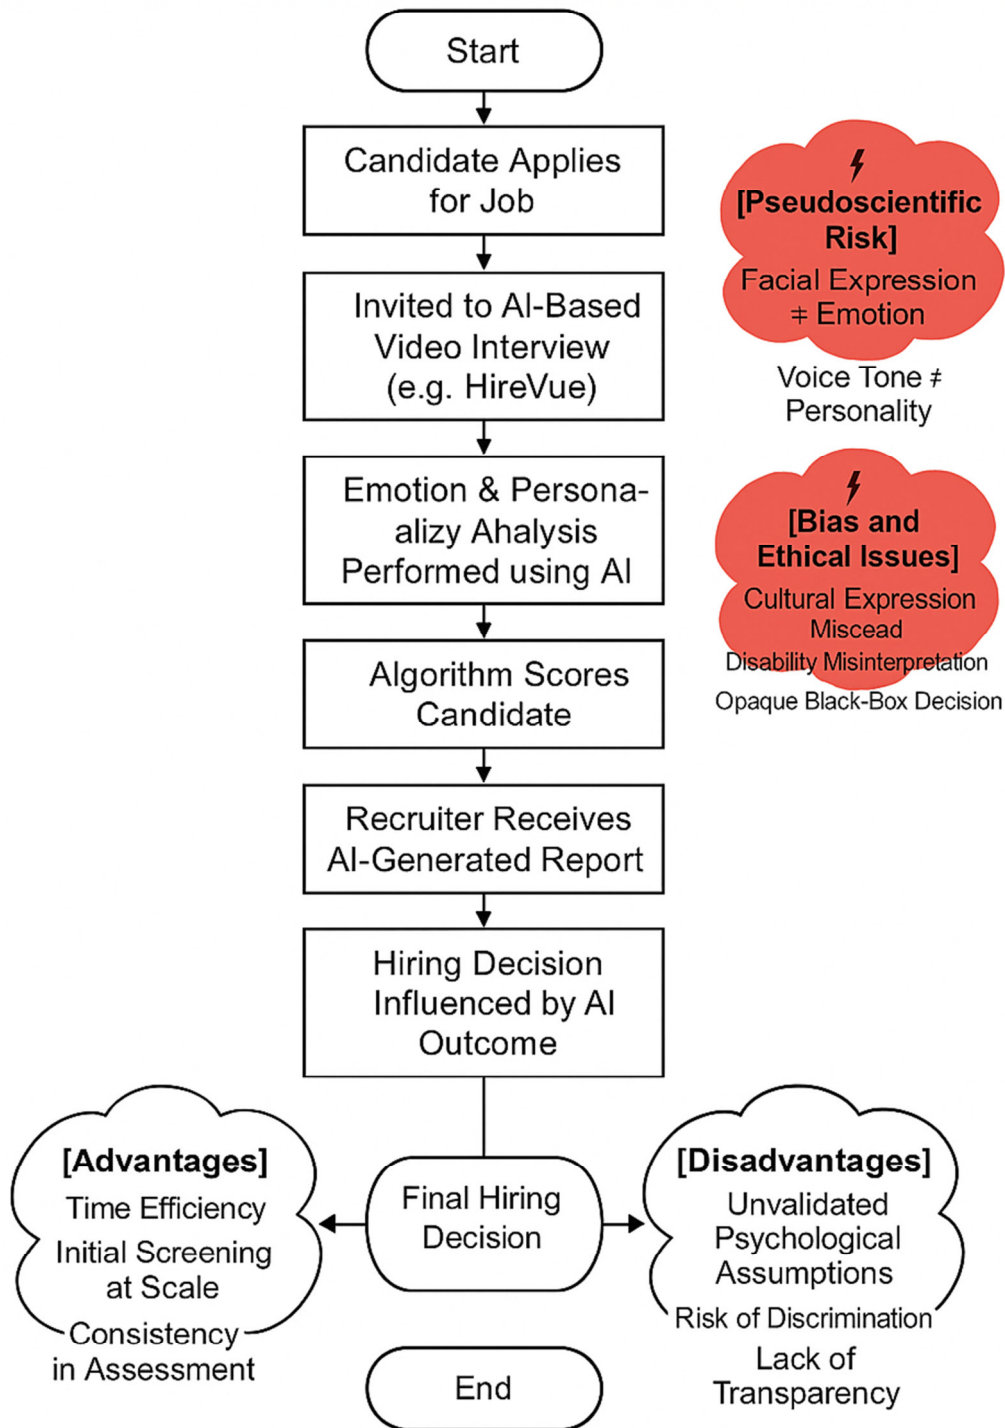 Start
Candidate Applies
for Job
Invited to AI-Based
Video Interview
(e.g. HireVue)
Emotion & Persona-
alizy Ahalysis
Performed using AI
Algorithm Scores
Candidate
Recruiter Receives
AI-Generated Report
Hiring Decision
Influenced by AI
Outcome
Final Hiring
Decision
End
[Pseudoscientific
Risk]
Facial Expression
≠ Emotion
Voice Tone ≠
Personality
[Bias and
Ethical Issues]
Cultural Expression
Miscead
Disability Misinterpretation
Opaque Black-Box Decision
[Advantages]
Time Efficiency
Initial Screening
at Scale
Consistency
in Assessment
[Disadvantages]
Unvalidated
Psychological
Assumptions
Risk of Discrimination
Lack of
Transparency